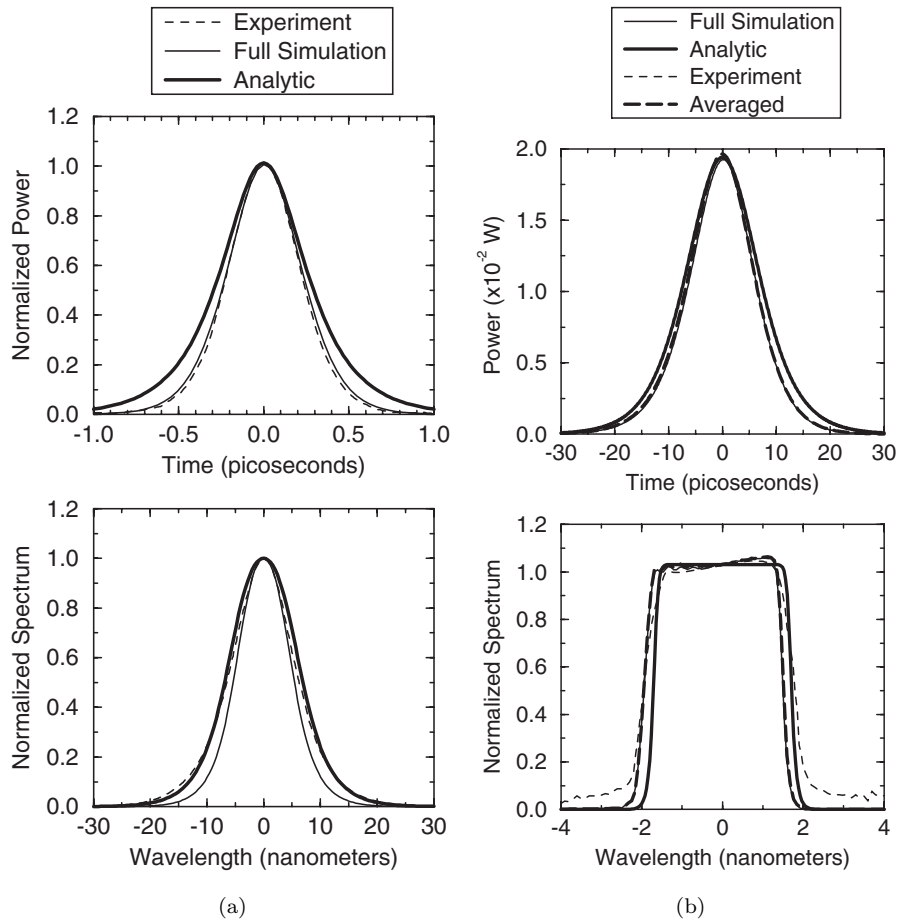 Experiment
Full Simulation
Analytic
1.2
1.0
0.8
0.6
0.4
0.2
0.0
Normalized Power
-1.0 -0.5 0.0 0.5 1.0
Time (picoseconds)
1.2
1.0
0.8
0.6
0.4
0.2
0.0
Normalized Spectrum
-30 -20 -10 0 10 20 30
Wavelength (nanometers)
(a)
Full Simulation
Analytic
Experiment
Averaged
2.0
1.5
1.0
0.5
0.0
Power (x10⁻² W)
-30 -20 -10 0 10 20 30
Time (picoseconds)
1.2
1.0
0.8
0.6
0.4
0.2
0.0
Normalized Spectrum
-4 -2 0 2 4
Wavelength (nanometers)
(b)